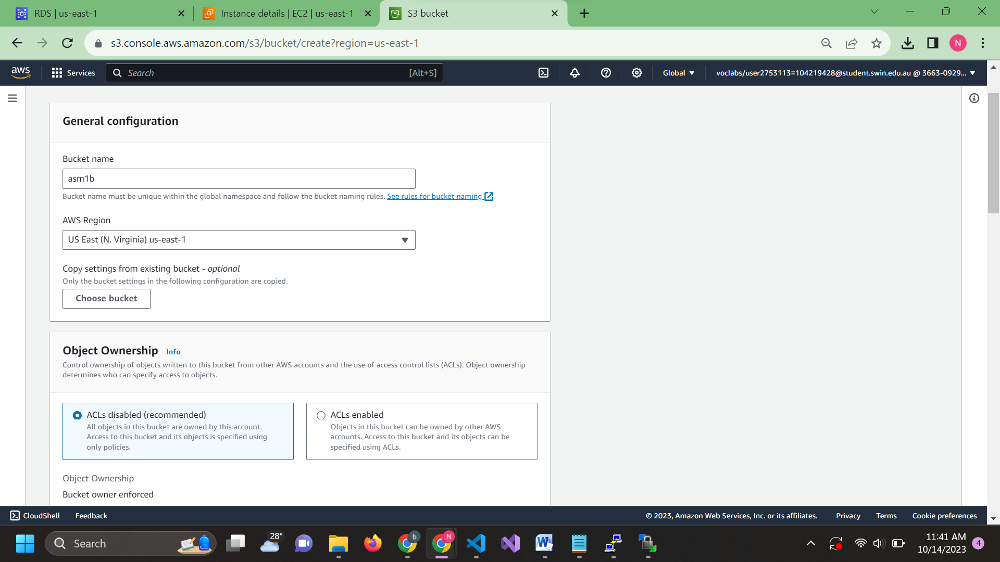 RDS | us-east-1
Instance details | EC2 | us-east-1
S3 bucket
s3.console.aws.amazon.com/s3/bucket/create?region=us-east-1
N
aws
Services
Search
[Alt+S]
Global
voclabs/user2753113=104219428@student.swin.edu.au @ 3663-0929...
General configuration
Bucket name
asm1b
Bucket name must be unique within the global namespace and follow the bucket naming rules. See rules for bucket naming
AWS Region
US East (N. Virginia) us-east-1
Copy settings from existing bucket - optional
Only the bucket settings in the following configuration are copied.
Choose bucket
Object Ownership Info
Control ownership of objects written to this bucket from other AWS accounts and the use of access control lists (ACLs). Object ownership
determines who can specify access to objects.
ACLs disabled (recommended)
All objects in this bucket are owned by this account.
Access to this bucket and its objects is specified using
only policies.
ACLs enabled
Objects in this bucket can be owned by other AWS
accounts. Access to this bucket and its objects can be
specified using ACLs.
Object Ownership
Bucket owner enforced
CloudShell
Feedback
© 2023, Amazon Web Services, Inc. or its affiliates.
Privacy
Terms
Cookie preferences
Search
28°
b
N
W
11:41 AM
10/14/2023
4